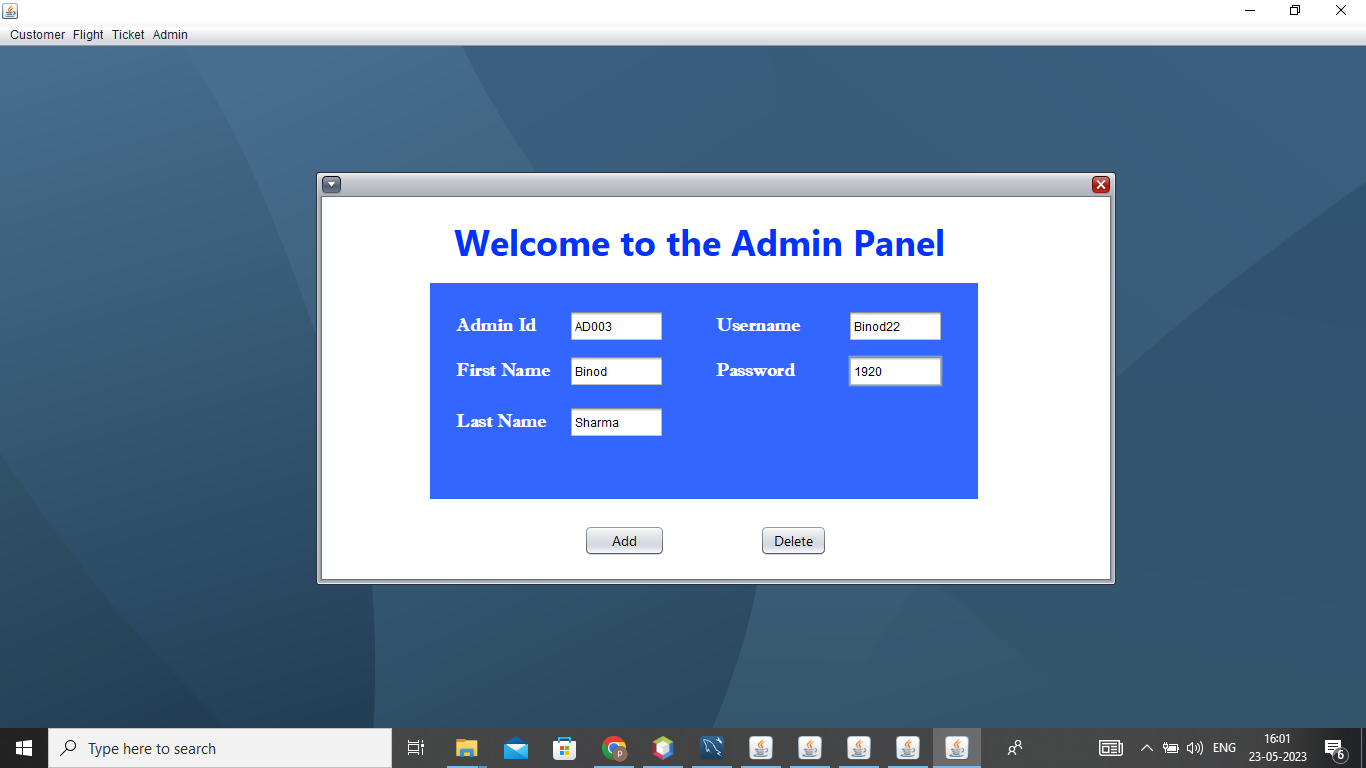 Customer Flight Ticket Admin
Welcome to the Admin Panel
Admin Id AD003 Username Binod22
First Name Binod Password 1920
Last Name Sharma
Add Delete
Type here to search
p
ENG
16:01
23-05-2023
6